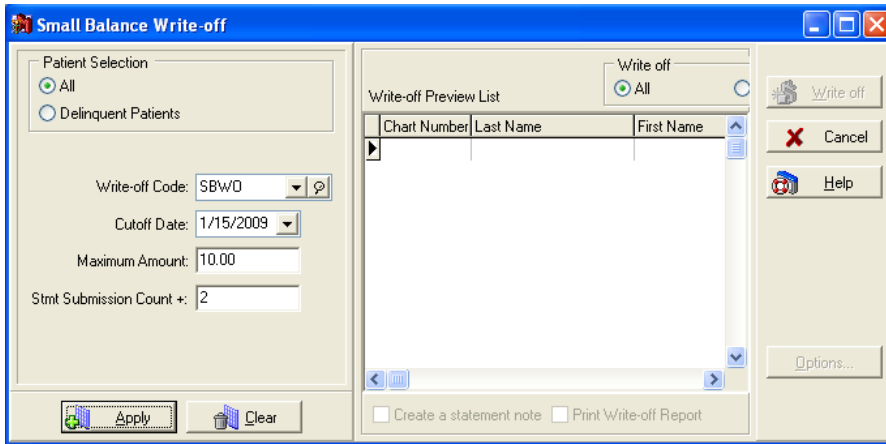 Small Balance Write-off
Patient Selection
All
Delinquent Patients
Write-off Code: SBWO
Cutoff Date: 1/15/2009
Maximum Amount: 10.00
Stmt Submission Count +: 2
Apply
Clear
Write off
Write-off Preview List
All
Chart Number Last Name First Name
Create a statement note Print Write-off Report
Write off
Cancel
Help
Options...